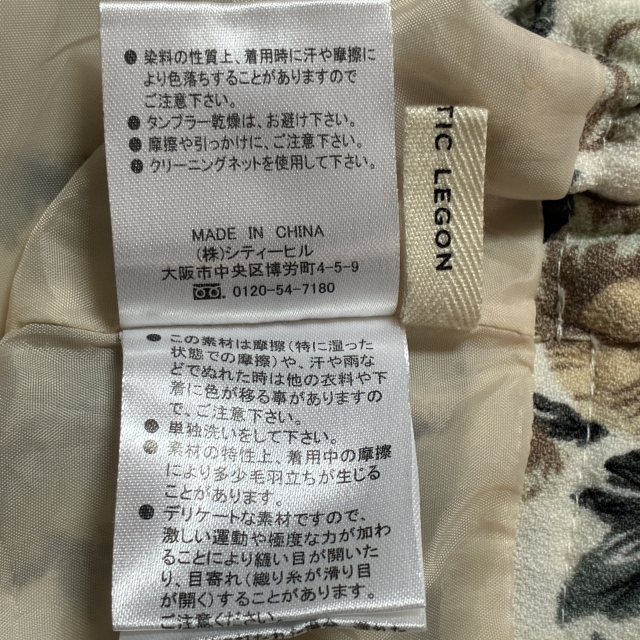 ● 染料の性質上、着用時に汗や摩擦に
より色落ちすることがありますので
ご注意下さい。
● タンブラー乾燥は、お避け下さい。
● 摩擦や引っかけに、ご注意下さい。
● クリーニングネットを使用して下さい。
MADE IN CHINA
(株)シティーヒル
大阪市中央区博労町4-5-9
0120-54-7180
TIC LEGON
● この素材は摩擦(特に湿った
状態での摩擦)や、汗や雨な
どでぬれた時は他の衣料や下
着に色が移る事がありますの
で、ご注意下さい。
● 単独洗いをして下さい。
● 素材の特性上、着用中の摩擦
により多少毛羽立ちが生じる
ことがあります。
● デリケートな素材ですので、
激しい運動や極度な力が加わ
ることにより縫い目が開いた
り、目寄れ(織り糸が滑り目
が開く)することがあります。
ご注意ください。